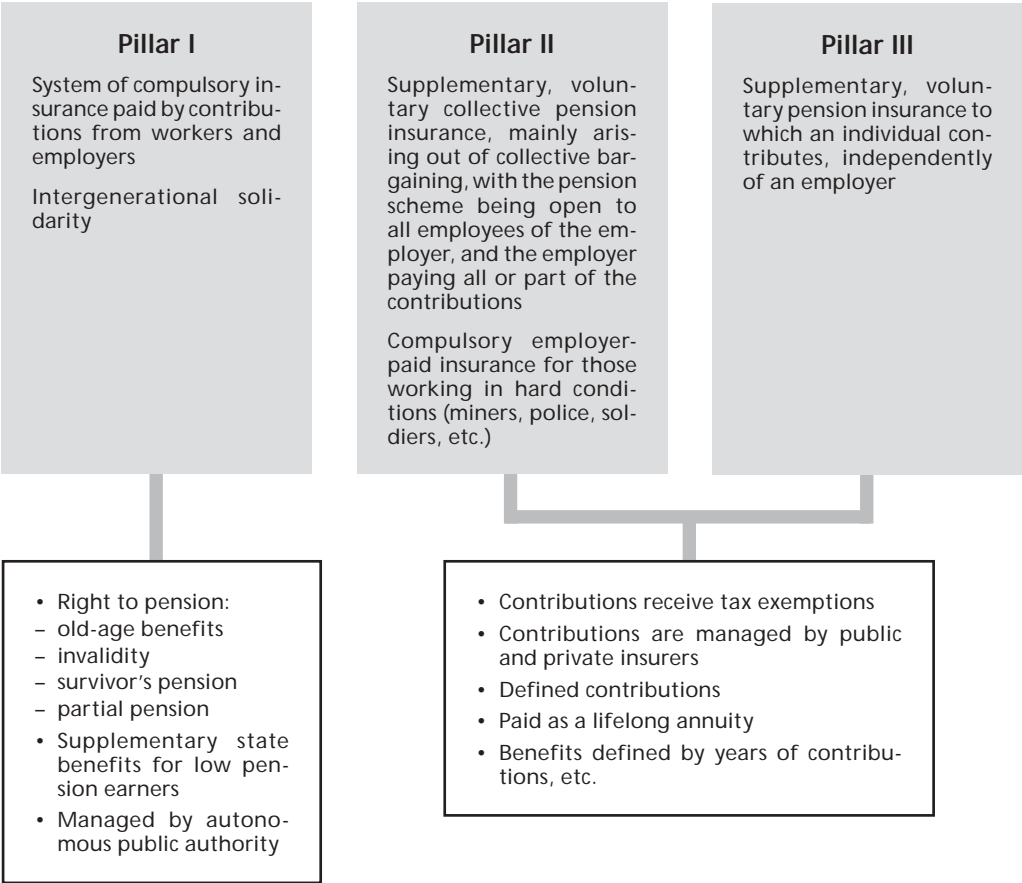 Pillar I
System of compulsory in-
surance paid by contribu-
tions from workers and
employers
Intergenerational soli-
darity
Pillar II
Supplementary, volun-
tary collective pension
insurance, mainly aris-
ing out of collective bar-
gaining, with the pension
scheme being open to
all employees of the em-
ployer, and the employer
paying all or part of the
contributions
Compulsory employer-
paid insurance for those
working in hard condi-
tions (miners, police, sol-
diers, etc.)
Pillar III
Supplementary, volun-
tary pension insurance to
which an individual con-
tributes, independently
of an employer
• Right to pension:
– old-age benefits
– invalidity
– survivor's pension
– partial pension
• Supplementary state
benefits for low pen-
sion earners
• Managed by autono-
mous public authority
• Contributions receive tax exemptions
• Contributions are managed by public
and private insurers
• Defined contributions
• Paid as a lifelong annuity
• Benefits defined by years of contribu-
tions, etc.